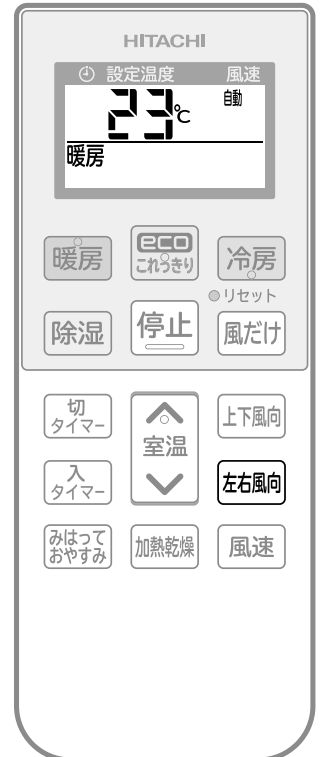 HITACHI
設定温度 風速
23℃ 自動
暖房
暖房 eco これっきり 冷房
リセット
除湿 停止 風だけ
切タイマー 室温 上下風向
入タイマー 左右風向
みはっておやすみ 加熱乾燥 風速